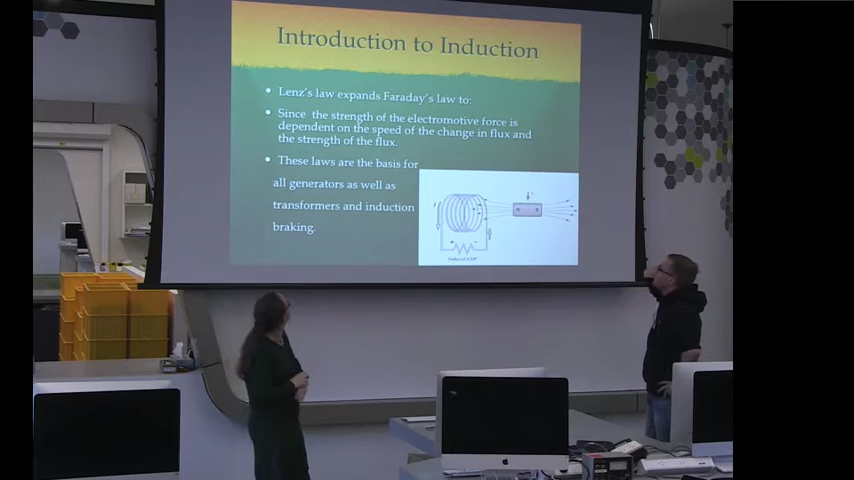 Introduction to Induction
• Lenz's law expands Faraday's law to:
• Since the strength of the electromotive force is
dependent on the speed of the change in flux and
the strength of the flux.
• These laws are the basis for
all generators as well as
transformers and induction
braking.